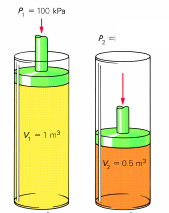 P₁ = 100 kPa
P₂ =
V₁ = 1 m³
V₂ = 0.5 m³